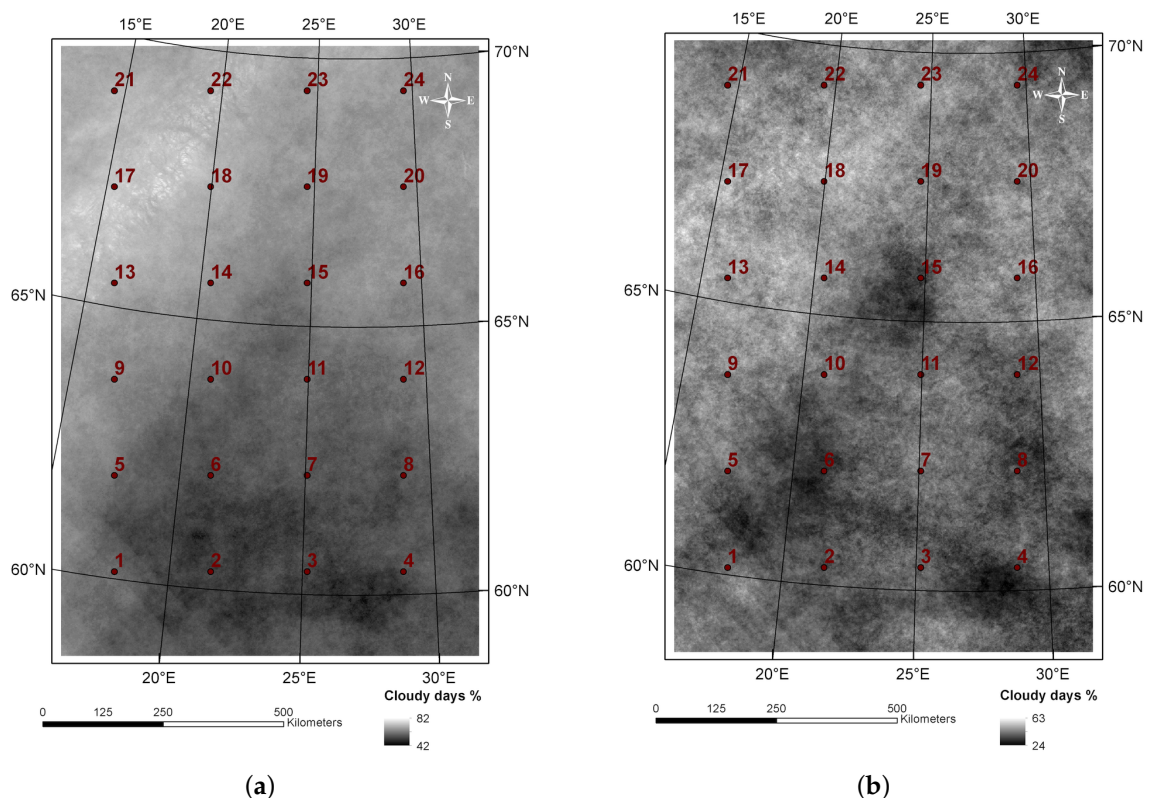 15°E 20°E 25°E 30°E
70°N
21 22 23 24
N
W E
S
17 18 19 20
13 14 15 16
65°N
65°N
9 10 11 12
5 6 7 8
1 2 3 4
60°N
60°N
20°E 25°E 30°E
Cloudy days %
0 125 250 500
Kilometers
82
42
(a)
15°E 20°E 25°E 30°E
70°N
21 22 23 24
N
W E
S
17 18 19 20
13 14 15 16
65°N
65°N
9 10 11 12
5 6 7 8
1 2 3 4
60°N
60°N
20°E 25°E 30°E
Cloudy days %
0 125 250 500
Kilometers
63
24
(b)